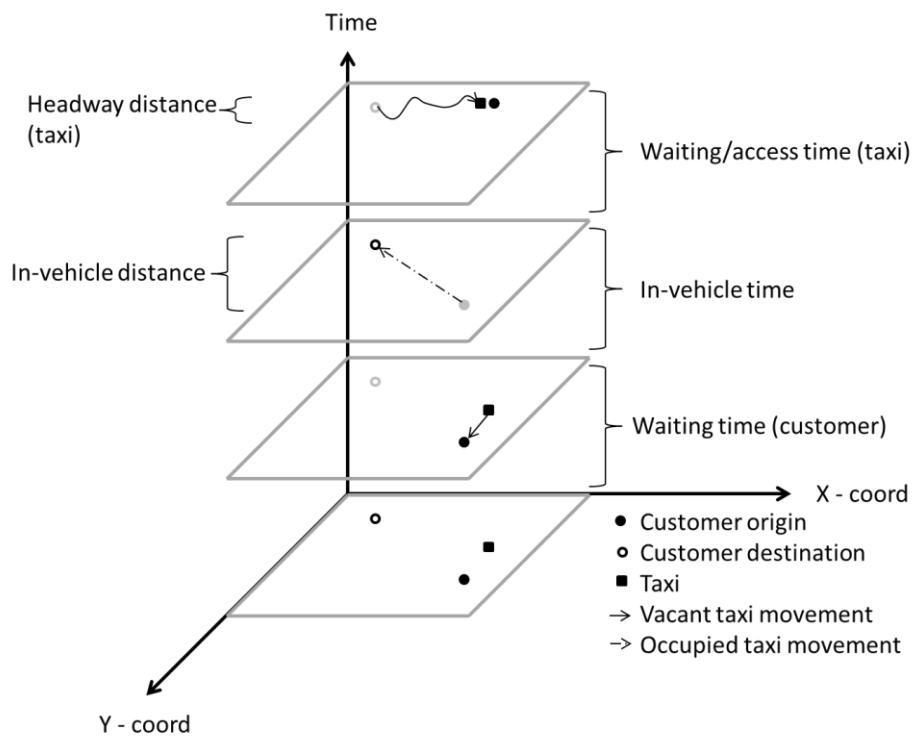 Time
Headway distance
(taxi)
Waiting/access time (taxi)
In-vehicle distance
In-vehicle time
Waiting time (customer)
X - coord
Customer origin
Customer destination
Taxi
Vacant taxi movement
Occupied taxi movement
Y - coord